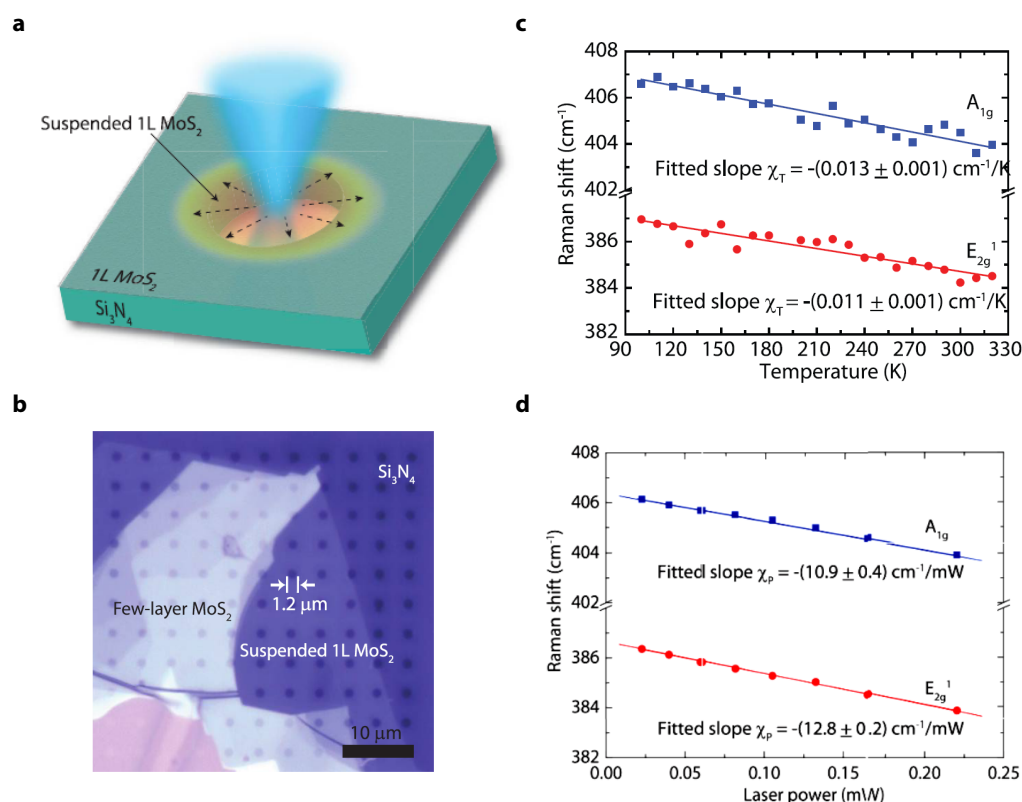 a
Suspended 1L MoS₂
1L MoS₂
Si₃N₄
b
Si₃N₄
1.2 μm
Few-layer MoS₂
Suspended 1L MoS₂
10 μm
c
408
406
404
402
386
384
382
Raman shift (cm⁻¹)
A₁g
Fitted slope χ_T = -(0.013 ± 0.001) cm⁻¹/K
E₂g¹
Fitted slope χ_T = -(0.011 ± 0.001) cm⁻¹/K
90 120 150 180 210 240 270 300 330
Temperature (K)
d
408
406
404
402
386
384
382
Raman shift (cm⁻¹)
A₁g
Fitted slope χ_P = -(10.9 ± 0.4) cm⁻¹/mW
E₂g¹
Fitted slope χ_P = -(12.8 ± 0.2) cm⁻¹/mW
0.00 0.05 0.10 0.15 0.20 0.25
Laser power (mW)